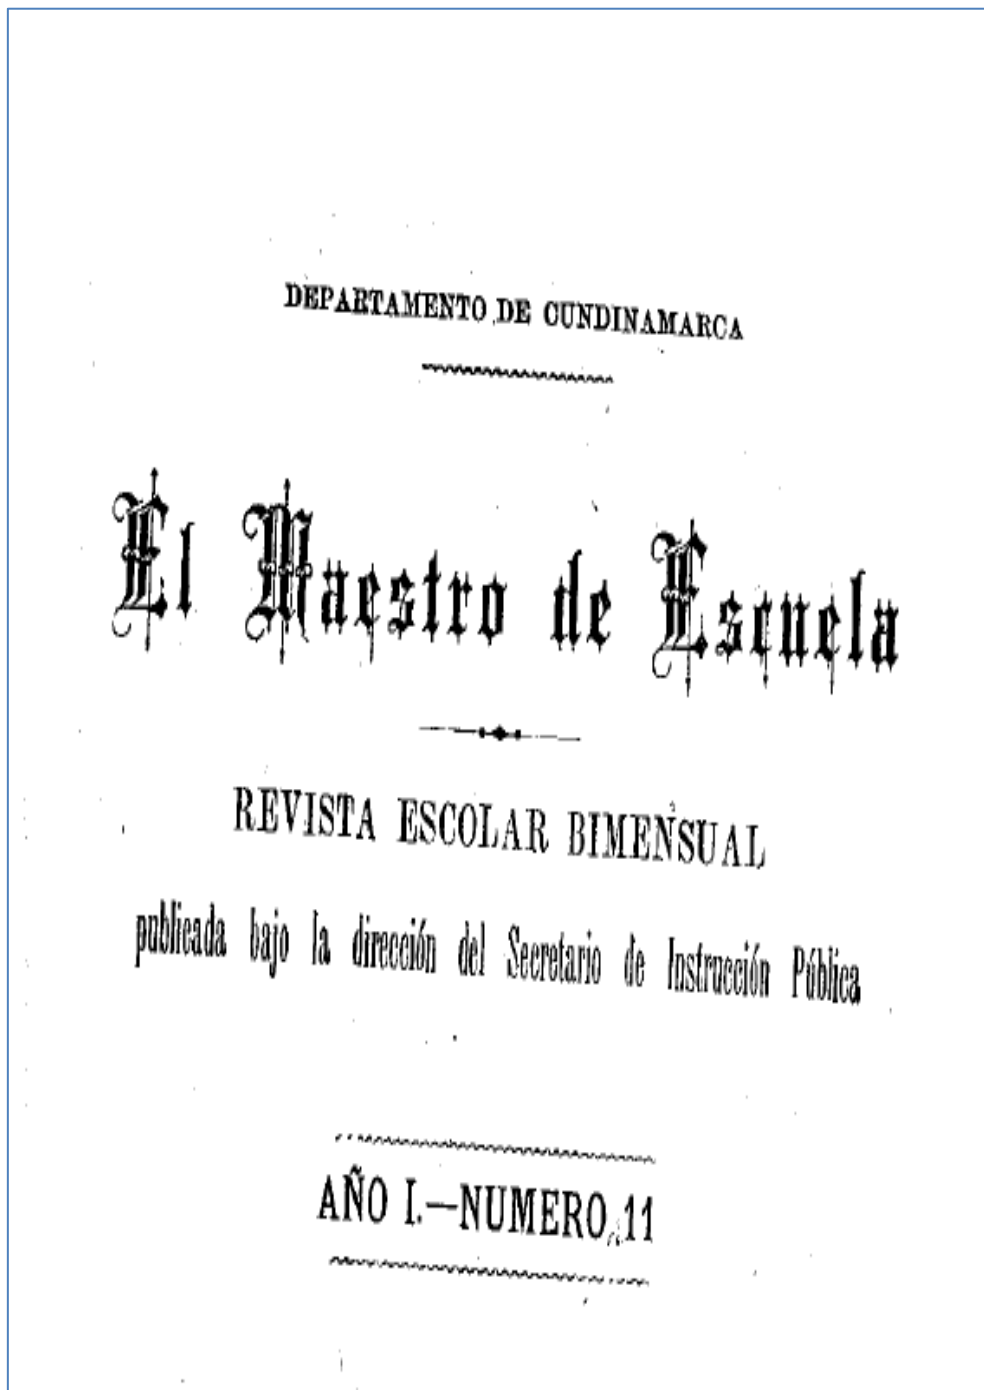 DEPARTAMENTO DE CUNDINAMARCA
El Maestro de Escuela
REVISTA ESCOLAR BIMENSUAL
publicada bajo la dirección del Secretario de Instrucción Pública
AÑO I.—NUMERO 11